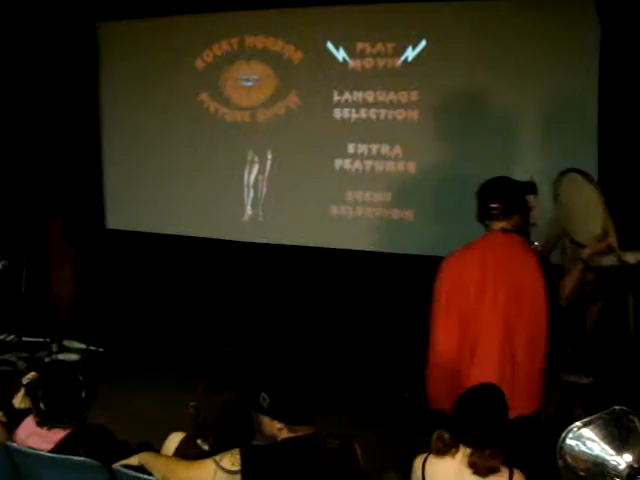 ROCKY HORROR
PICTURE SHOW
PLAY
MOVIE
LANGUAGE
SELECTION
EXTRA
FEATURES
SCENE
SELECTION